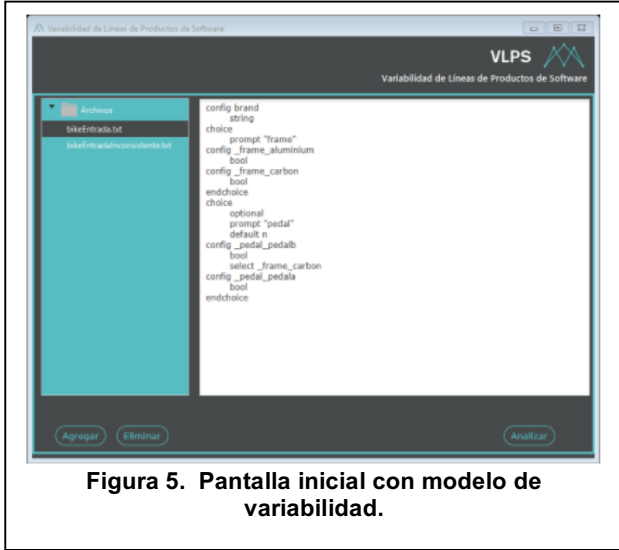 Variabilidad de Líneas de Productos de Software
VLPS
Variabilidad de Líneas de Productos de Software
Archivos
bikeEntrada.txt
bikeEntradaInconsistente.txt
config brand
string
choice
prompt "frame"
config _frame_aluminium
bool
config _frame_carbon
bool
endchoice
choice
optional
prompt "pedal"
default n
config _pedal_pedalb
bool
select _frame_carbon
config _pedal_pedala
bool
endchoice
Agregar
Eliminar
Analizar
Figura 5. Pantalla inicial con modelo de
variabilidad.